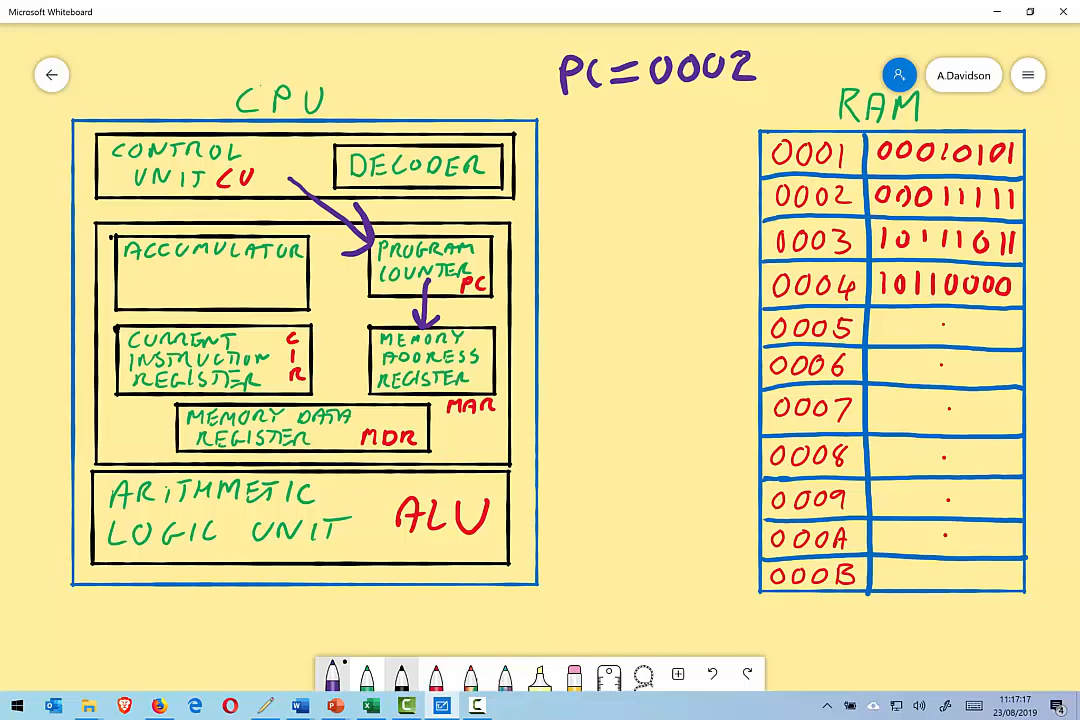 Microsoft Whiteboard
PC=0002
A.Davidson
CPU
RAM
CONTROL
UNIT CU
DECODER
ACCUMULATOR
PROGRAM
COUNTER
PC
CURRENT
INSTRUCTION
REGISTER
C
I
R
MEMORY
ADDRESS
REGISTER
MAR
MEMORY DATA
REGISTER MDR
ARITHMETIC
LOGIC UNIT
ALU
0001 00010101
0002 00011111
0003 10111011
0004 10110000
0005
0006
0007
0008
0009
000A
000B
11:17:17
23/08/2019
4